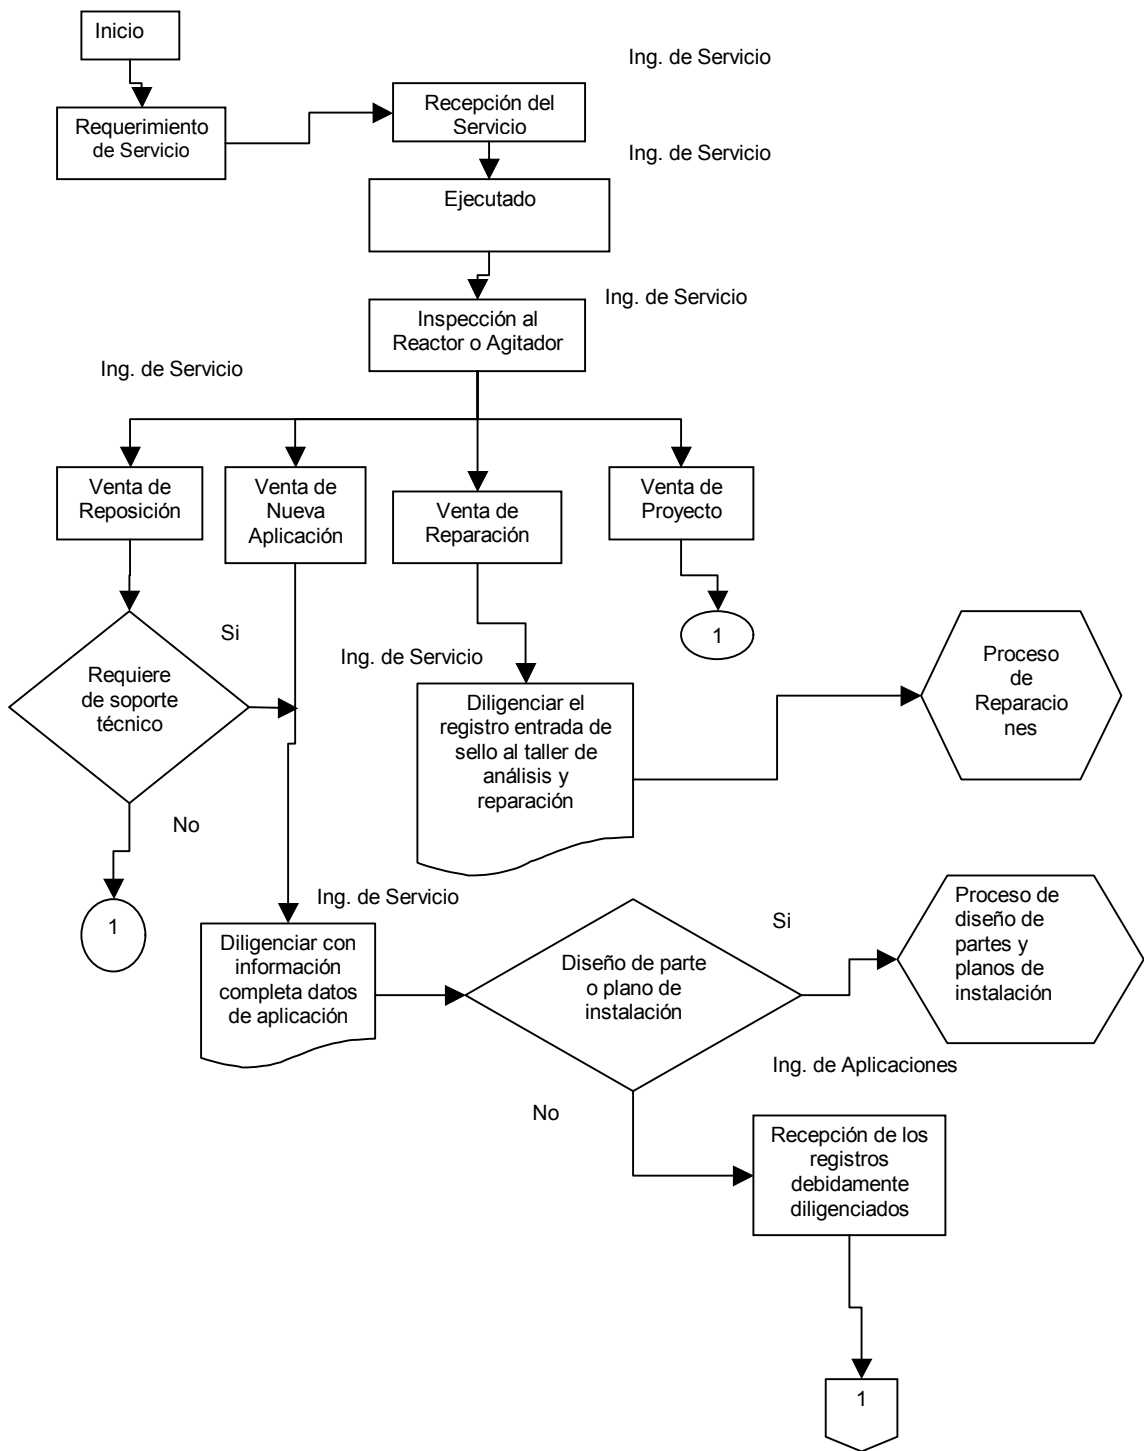 Inicio
Ing. de Servicio
Requerimiento
de Servicio
Recepción del
Servicio
Ing. de Servicio
Ejecutado
Ing. de Servicio
Inspección al
Reactor o Agitador
Ing. de Servicio
Venta de
Reposición
Venta de
Nueva
Aplicación
Venta de
Reparación
Venta de
Proyecto
1
Si
Requiere
de soporte
técnico
No
1
Ing. de Servicio
Diligenciar el
registro entrada de
sello al taller de
análisis y
reparación
Proceso
de
Reparacio
nes
Ing. de Servicio
Diligenciar con
información
completa datos
de aplicación
Diseño de parte
o plano de
instalación
Si
Proceso de
diseño de
partes y
planos de
instalación
No
Ing. de Aplicaciones
Recepción de los
registros
debidamente
diligenciados
1